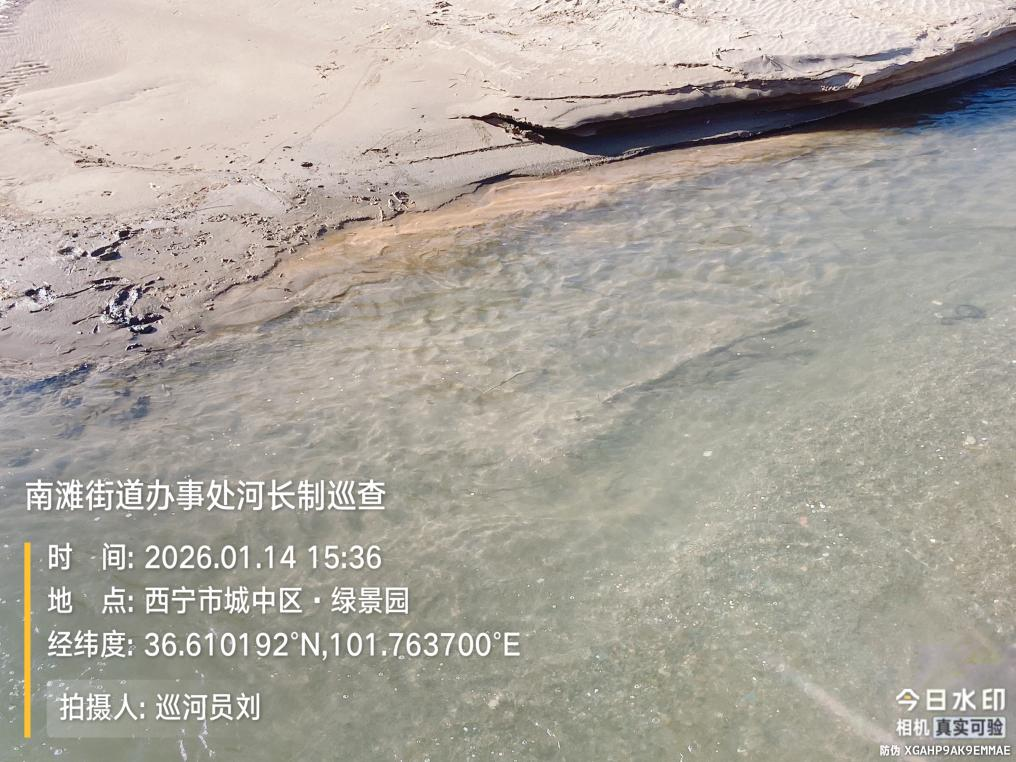 南滩街道办事处河长制巡查
时 间: 2026.01.14 15:36
地 点: 西宁市城中区·绿景园
经纬度: 36.610192°N,101.763700°E
拍摄人: 巡河员刘
今日水印
相机 真实可验
防伪 XGAHP9AK9EMMAE